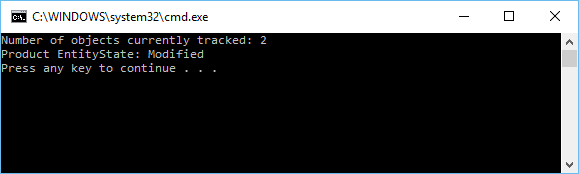 C:\WINDOWS\system32\cmd.exe
Number of objects currently tracked: 2
Product EntityState: Modified
Press any key to continue . . .